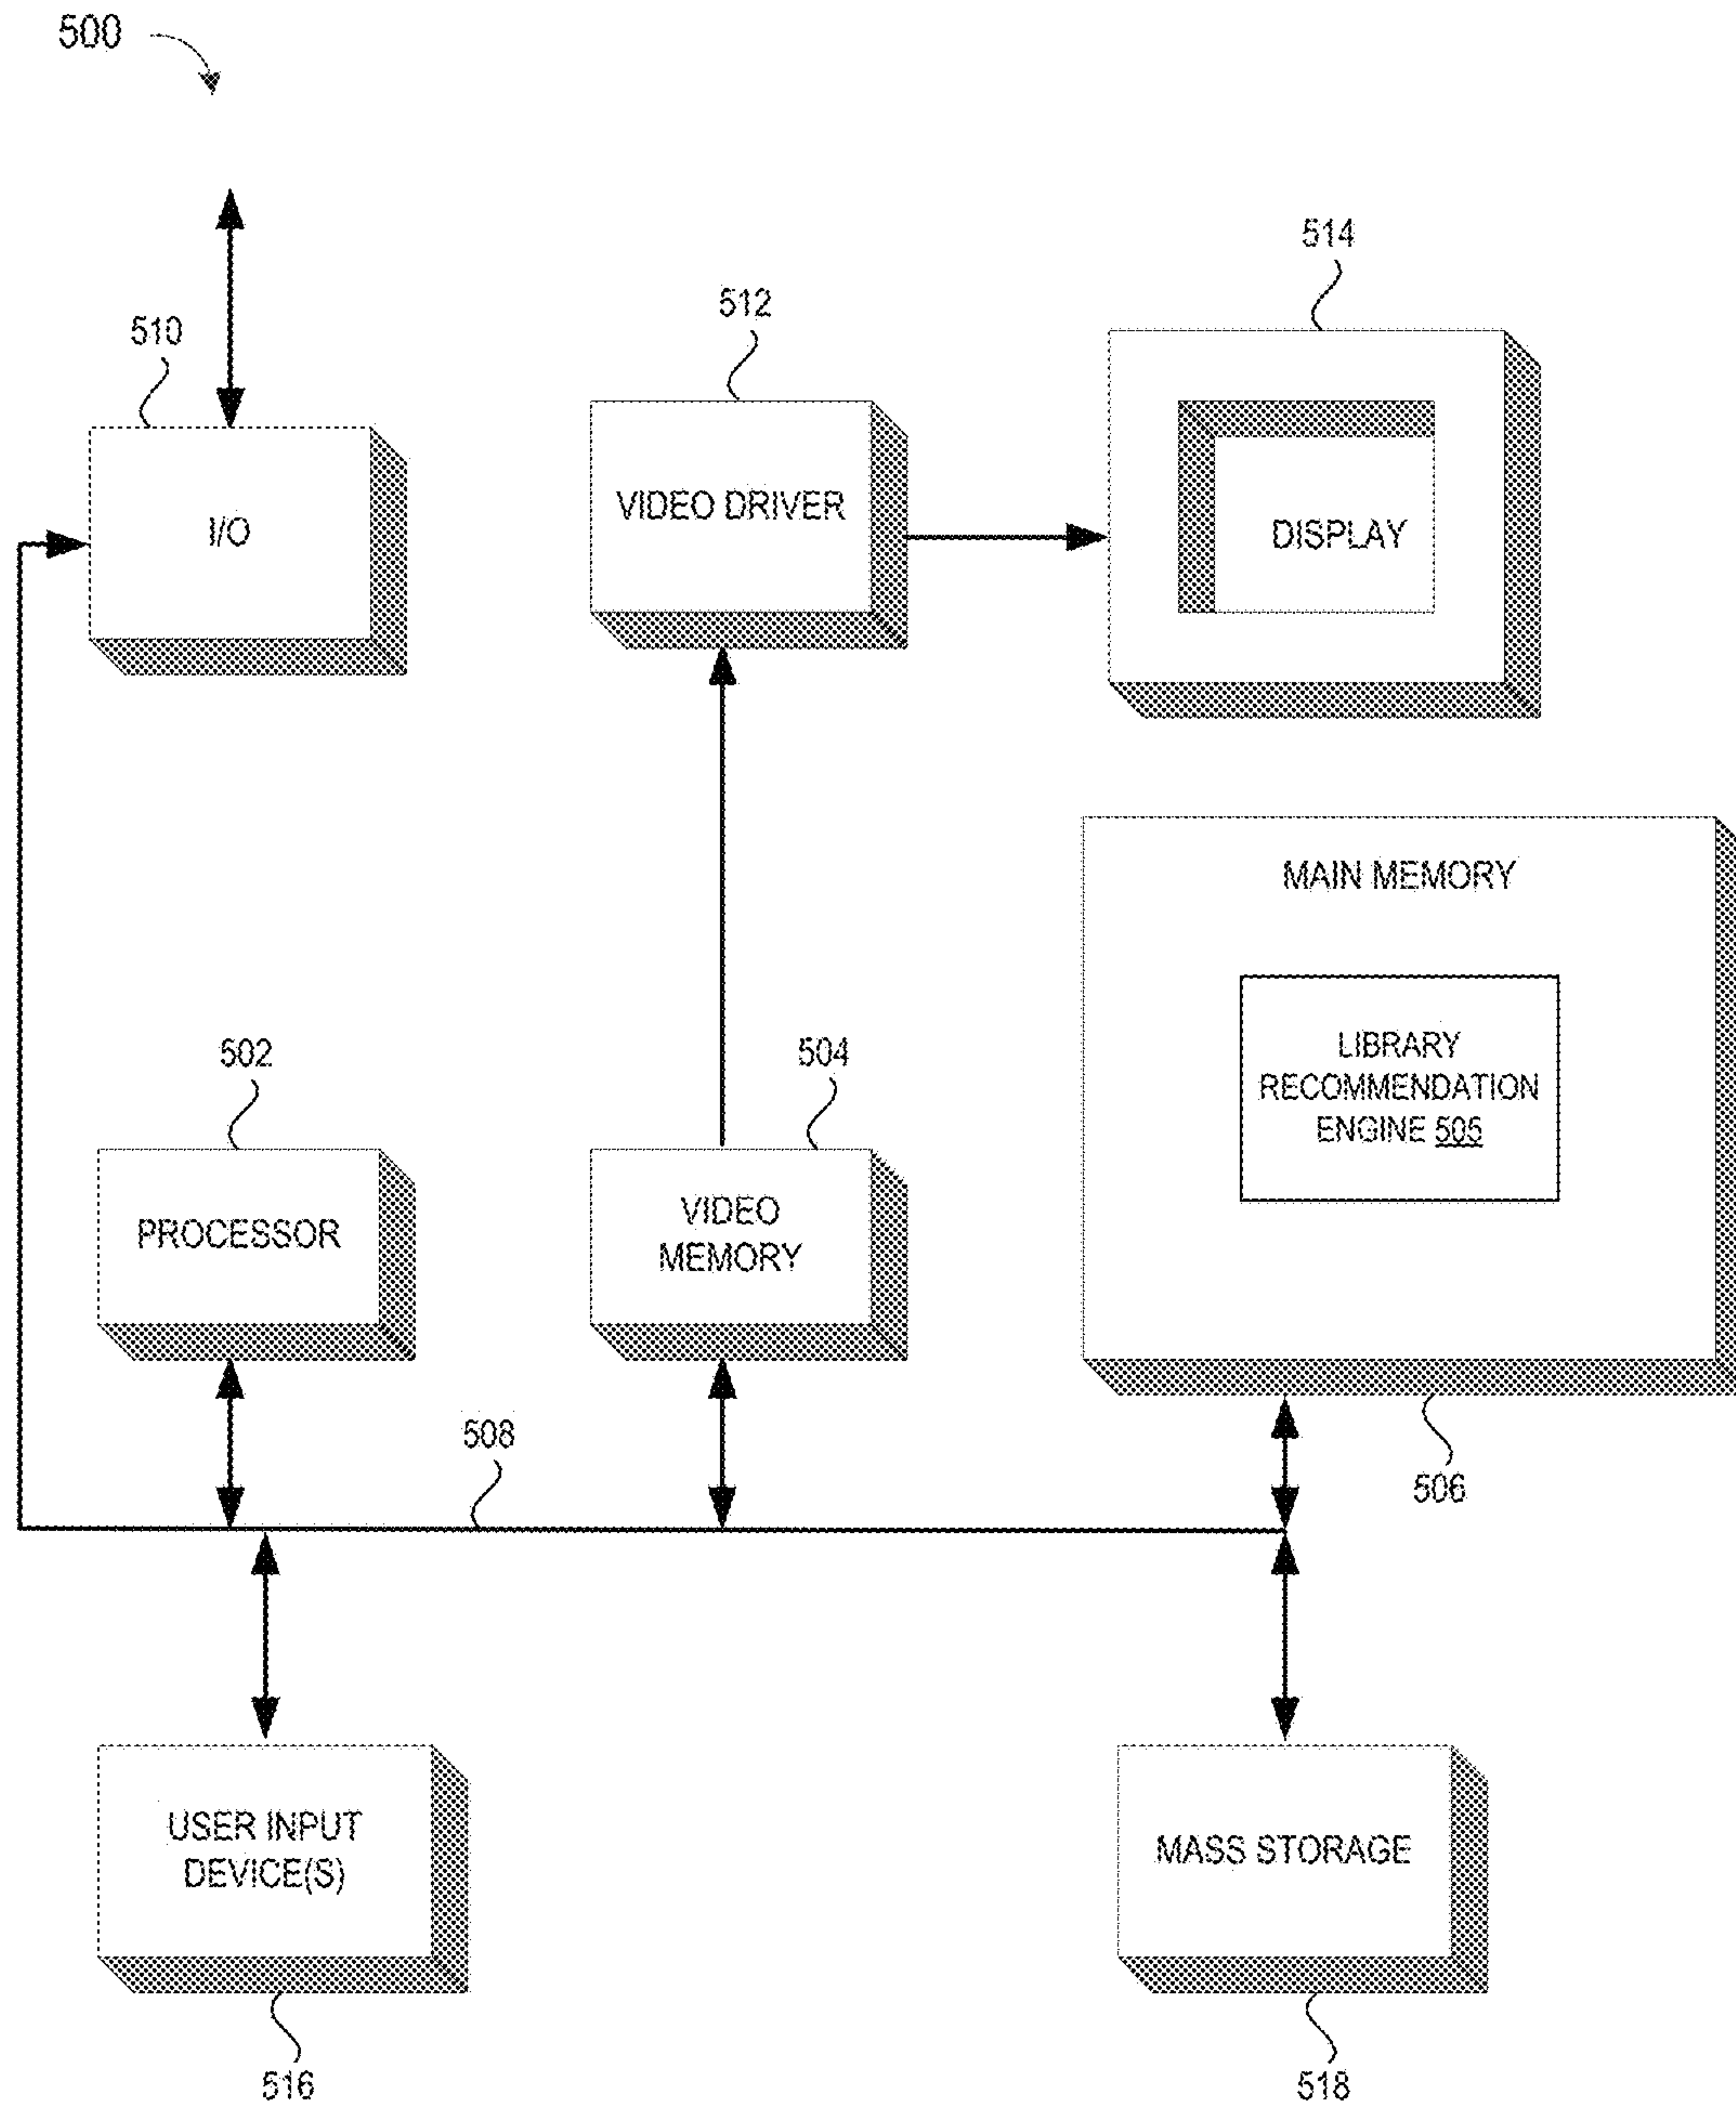 500
514
512
510
VIDEO DRIVER
I/O
DISPLAY
MAIN MEMORY
502
504
LIBRARY
RECOMMENDATION
ENGINE 505
PROCESSOR
VIDEO
MEMORY
508
506
USER INPUT
DEVICE(S)
MASS STORAGE
516
518